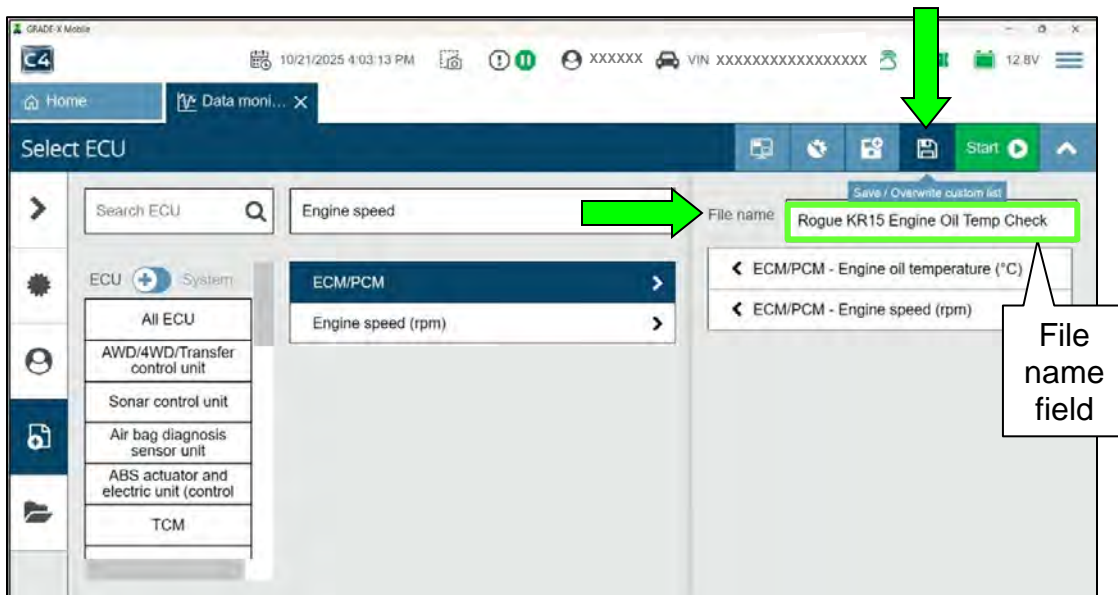 GRADE-X Mobile
C4
10/21/2025 4:03:13 PM
XXXXXX
VIN XXXXXXXXXXXXXXXXX
12.8V
Home
Data moni...
Select ECU
Start
Save / Overwrite custom list
Search ECU
Engine speed
File name
Rogue KR15 Engine Oil Temp Check
ECU
System
ECM/PCM
ECM/PCM - Engine oil temperature (°C)
All ECU
Engine speed (rpm)
ECM/PCM - Engine speed (rpm)
AWD/4WD/Transfer
control unit
Sonar control unit
Air bag diagnosis
sensor unit
ABS actuator and
electric unit (control
TCM
File
name
field